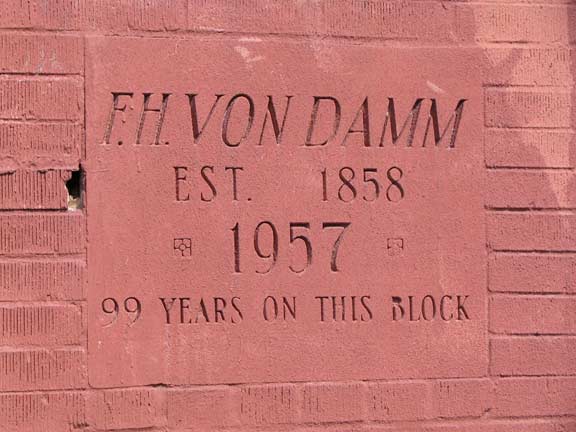 F.H. VON DAMM
EST. 1858
1957
99 YEARS ON THIS BLOCK